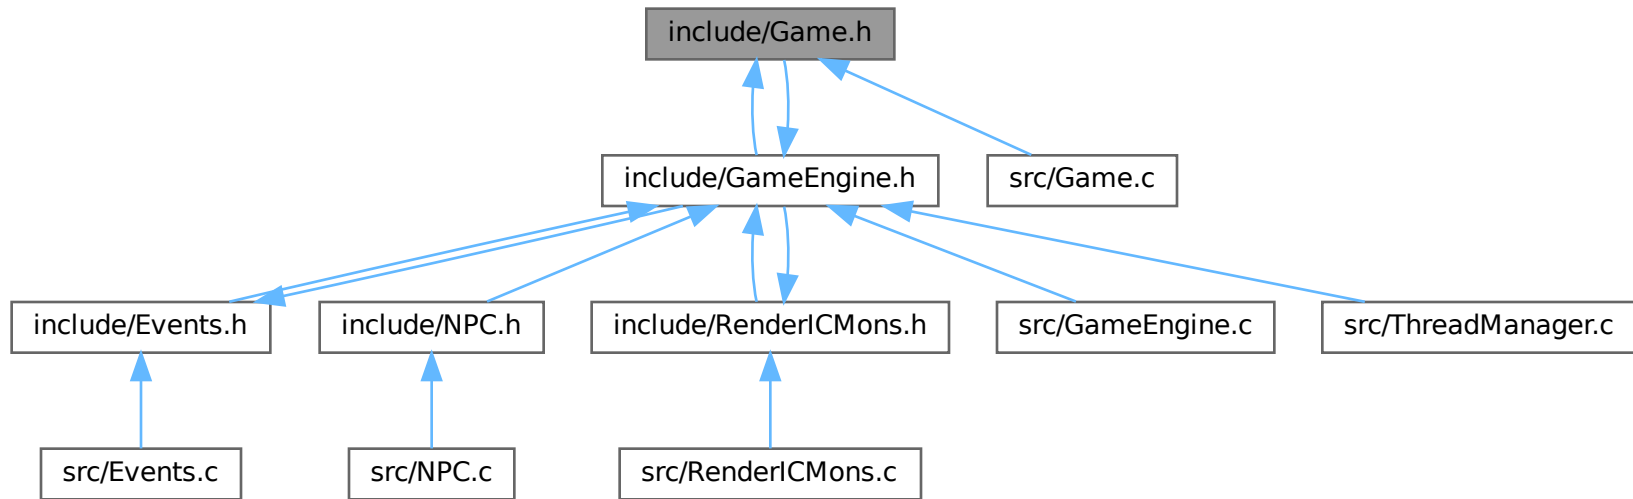 include/Game.h
include/GameEngine.h
src/Game.c
include/Events.h
include/NPC.h
include/RenderICMons.h
src/GameEngine.c
src/ThreadManager.c
src/Events.c
src/NPC.c
src/RenderICMons.c